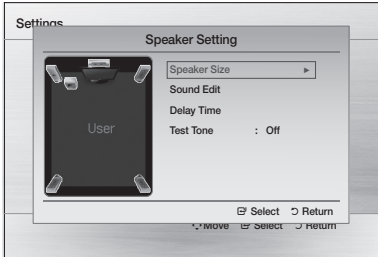 Settings
Speaker Setting
Speaker Size ►
Sound Edit
Delay Time
Test Tone : Off
User
Select Return
Move Select Return